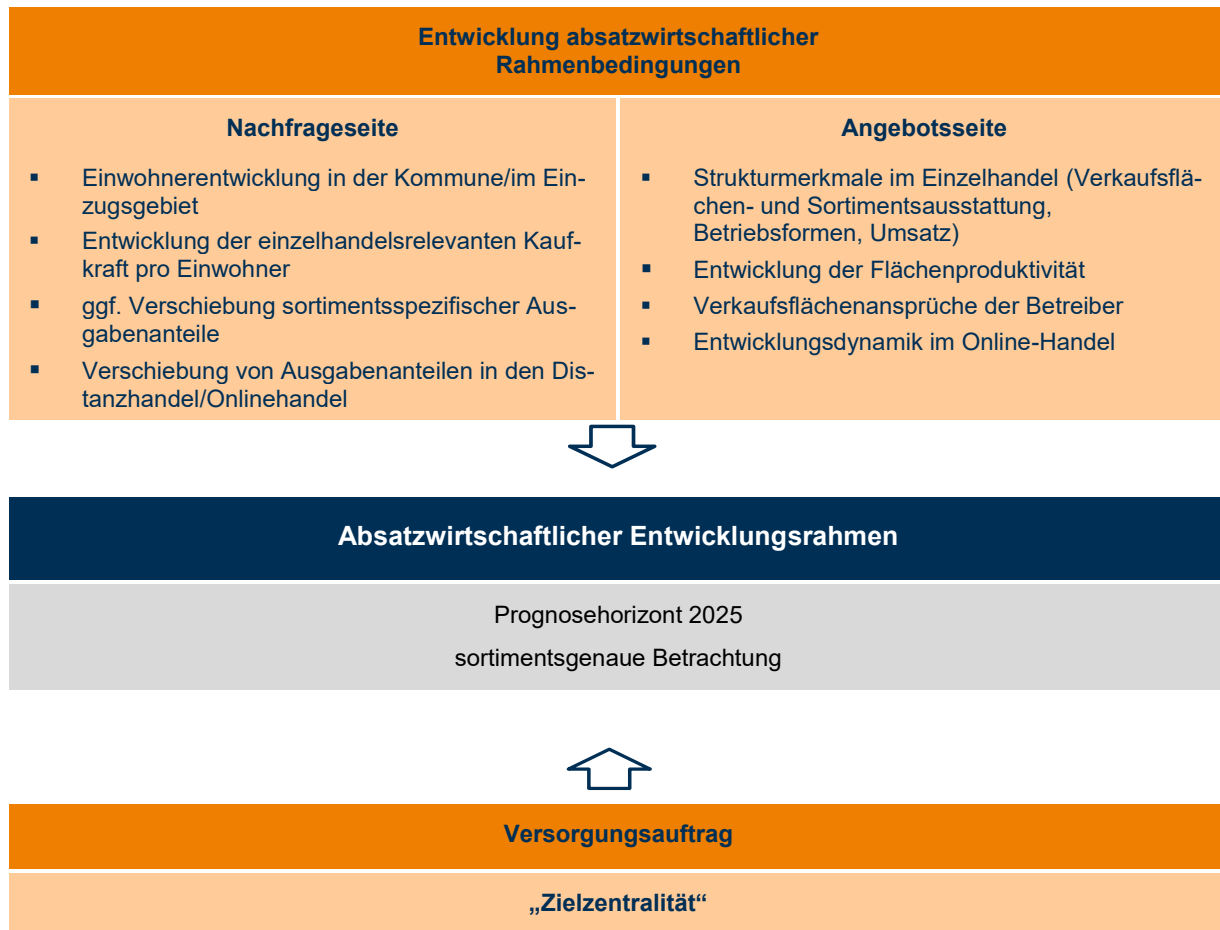 Entwicklung absatzwirtschaftlicher
Rahmenbedingungen
Nachfrageseite
▪ Einwohnerentwicklung in der Kommune/im Ein-
zugsgebiet
▪ Entwicklung der einzelhandelsrelevanten Kauf-
kraft pro Einwohner
▪ ggf. Verschiebung sortimentsspezifischer Aus-
gabenanteile
▪ Verschiebung von Ausgabenanteilen in den Dis-
tanzhandel/Onlinehandel
Angebotsseite
▪ Strukturmerkmale im Einzelhandel (Verkaufsflä-
chen- und Sortimentsausstattung,
Betriebsformen, Umsatz)
▪ Entwicklung der Flächenproduktivität
▪ Verkaufsflächenansprüche der Betreiber
▪ Entwicklungsdynamik im Online-Handel
Absatzwirtschaftlicher Entwicklungsrahmen
Prognosehorizont 2025
sortimentsgenaue Betrachtung
Versorgungsauftrag
„Zielzentralität“